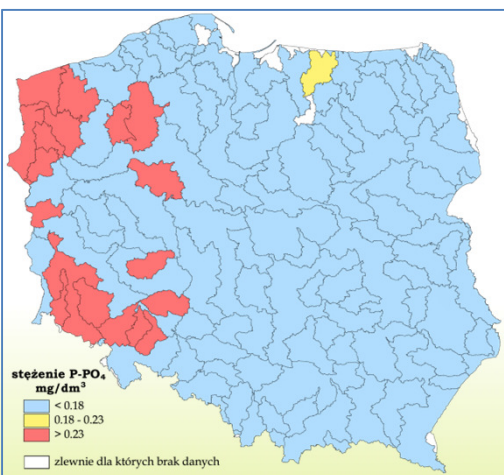 stężenie P-PO₄
mg/dm³
< 0.18
0.18 - 0.23
> 0.23
zlewnie dla których brak danych